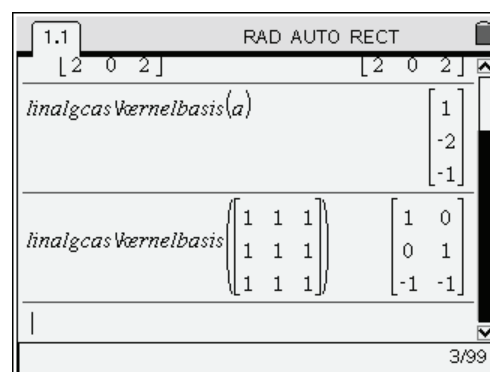 1.1 RAD AUTO RECT
[2 0 2] [2 0 2]
linalgcas\kernelbasis(a) [1
-2
-1]
linalgcas\kernelbasis([1 1 1
1 1 1
1 1 1]) [1 0
0 1
-1 -1]
3/99